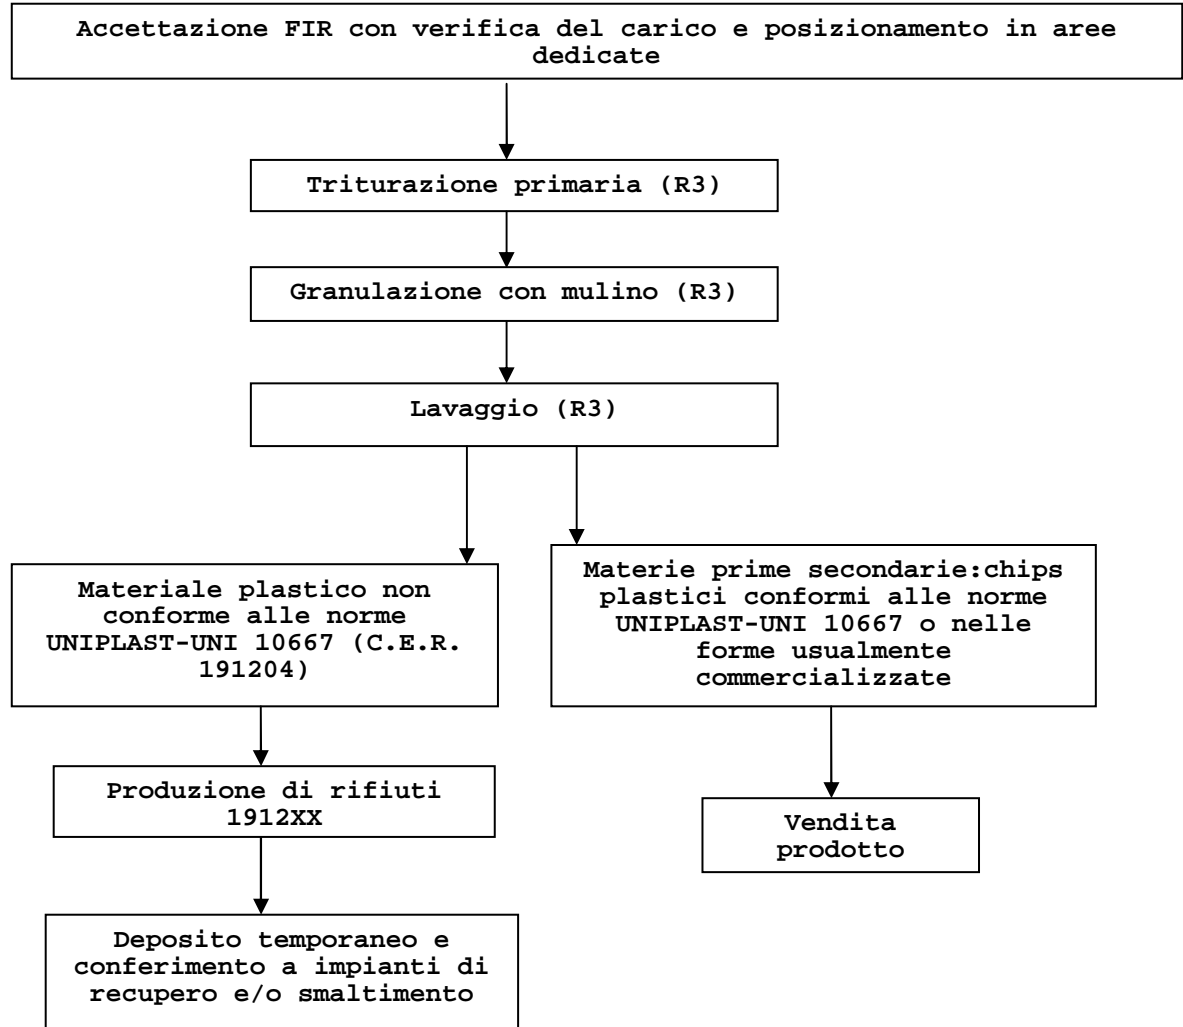 Accettazione FIR con verifica del carico e posizionamento in aree
dedicate
Triturazione primaria (R3)
Granulazione con mulino (R3)
Lavaggio (R3)
Materiale plastico non
conforme alle norme
UNIPLAST-UNI 10667 (C.E.R.
191204)
Materie prime secondarie:chips
plastici conformi alle norme
UNIPLAST-UNI 10667 o nelle
forme usualmente
commercializzate
Produzione di rifiuti
1912XX
Vendita
prodotto
Deposito temporaneo e
conferimento a impianti di
recupero e/o smaltimento